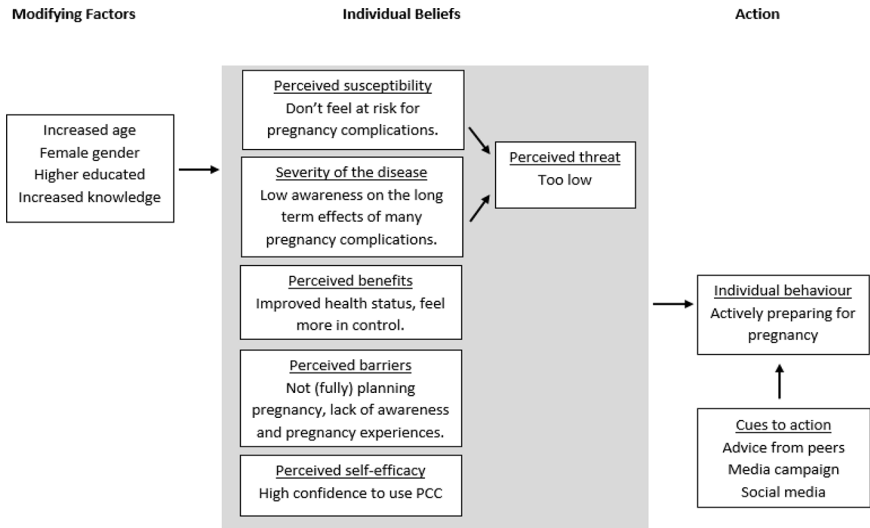 Modifying Factors
Individual Beliefs
Action
Increased age
Female gender
Higher educated
Increased knowledge
Perceived susceptibility
Don't feel at risk for
pregnancy complications.
Severity of the disease
Low awareness on the long
term effects of many
pregnancy complications.
Perceived threat
Too low
Perceived benefits
Improved health status, feel
more in control.
Perceived barriers
Not (fully) planning
pregnancy, lack of awareness
and pregnancy experiences.
Perceived self-efficacy
High confidence to use PCC
Individual behaviour
Actively preparing for
pregnancy
Cues to action
Advice from peers
Media campaign
Social media